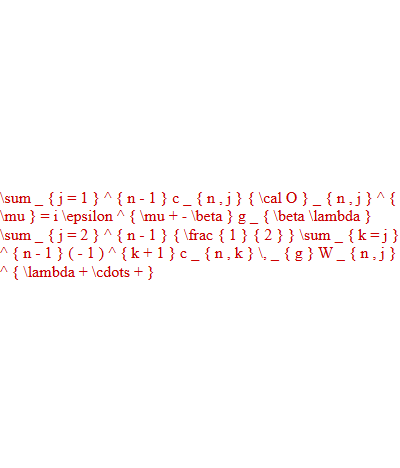 \sum _ { j = 1 } ^ { n - 1 } c _ { n , j } { \cal O } _ { n , j } ^ {
\mu } = i \epsilon ^ { \mu + - \beta } g _ { \beta \lambda }
\sum _ { j = 2 } ^ { n - 1 } { \frac { 1 } { 2 } } \sum _ { k = j }
^ { n - 1 } ( - 1 ) ^ { k + 1 } c _ { n , k } \, _ { g } W _ { n , j }
^ { \lambda + \cdots + }